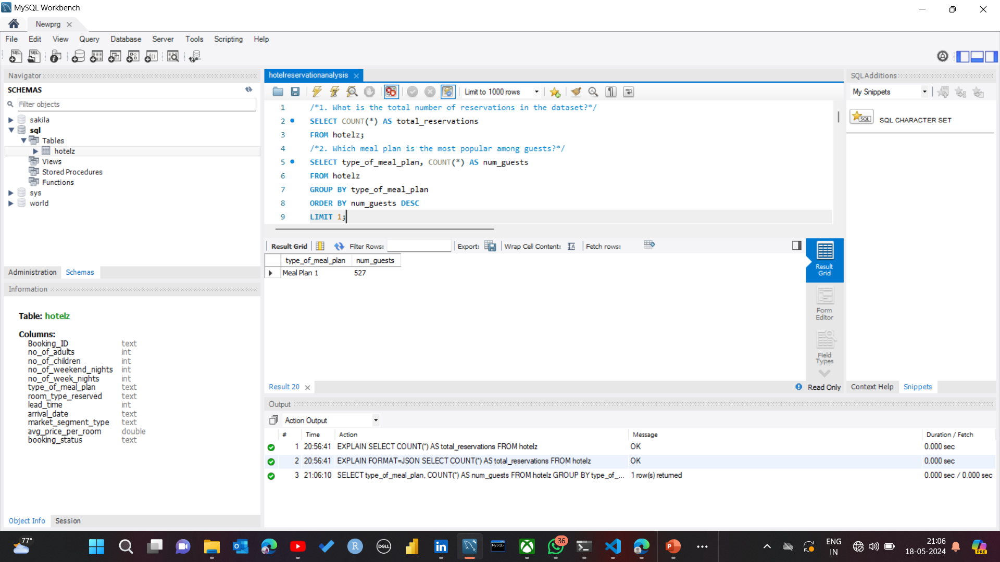 MySQL Workbench
Newprg
File Edit View Query Database Server Tools Scripting Help
Navigator
SCHEMAS
Filter objects
sakila
sql
Tables
hotelz
Views
Stored Procedures
Functions
sys
world
Administration Schemas
Information
Table: hotelz
Columns:
Booking_ID text
no_of_adults int
no_of_children int
no_of_weekend_nights int
no_of_week_nights int
type_of_meal_plan text
room_type_reserved text
lead_time int
arrival_date text
market_segment_type text
avg_price_per_room double
booking_status text
Object Info Session
hotelreservationanalysis
Limit to 1000 rows
1 /*1. What is the total number of reservations in the dataset?*/
2 SELECT COUNT(*) AS total_reservations
3 FROM hotelz;
4 /*2. Which meal plan is the most popular among guests?*/
5 SELECT type_of_meal_plan, COUNT(*) AS num_guests
6 FROM hotelz
7 GROUP BY type_of_meal_plan
8 ORDER BY num_guests DESC
9 LIMIT 1;
Result Grid Filter Rows: Export: Wrap Cell Content: Fetch rows:
type_of_meal_plan num_guests
Meal Plan 1 527
Result Grid
Form Editor
Field Types
Result 20
Read Only
SQLAdditions
My Snippets
SQL
SQL CHARACTER SET
Context Help Snippets
Output
Action Output
# Time Action Message Duration / Fetch
1 20:56:41 EXPLAIN SELECT COUNT(*) AS total_reservations FROM hotelz OK 0.000 sec
2 20:56:41 EXPLAIN FORMAT=JSON SELECT COUNT(*) AS total_reservations FROM hotelz OK 0.000 sec
3 21:06:10 SELECT type_of_meal_plan, COUNT(*) AS num_guests FROM hotelz GROUP BY type_of_... 1 row(s) returned 0.000 sec / 0.000 sec
77°
36
ENG
IN
21:06
18-05-2024
PRE